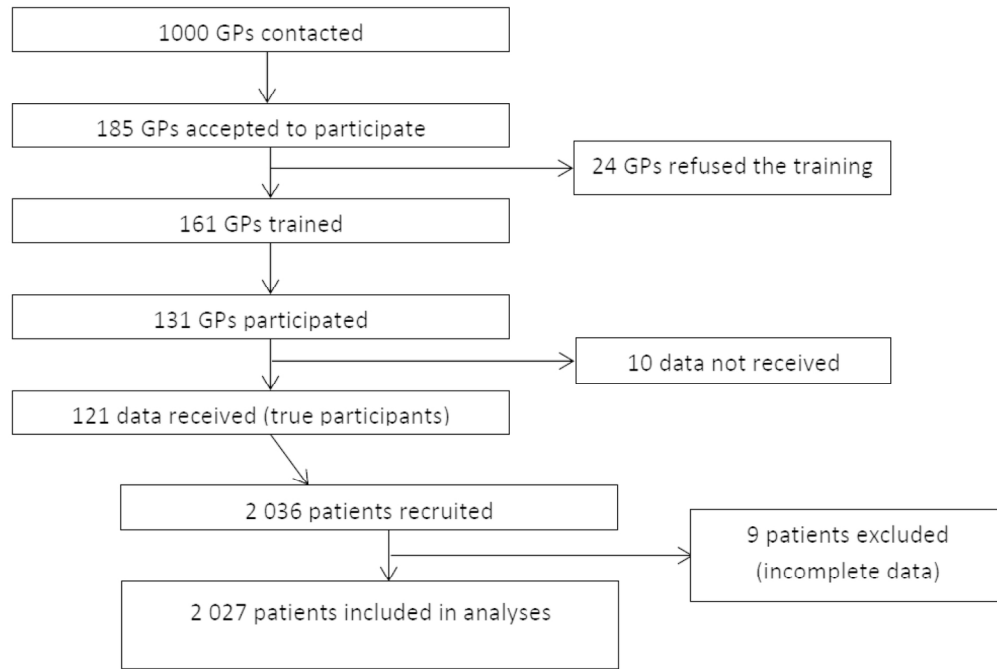 1000 GPs contacted
185 GPs accepted to participate
24 GPs refused the training
161 GPs trained
131 GPs participated
10 data not received
121 data received (true participants)
2 036 patients recruited
9 patients excluded
(incomplete data)
2 027 patients included in analyses